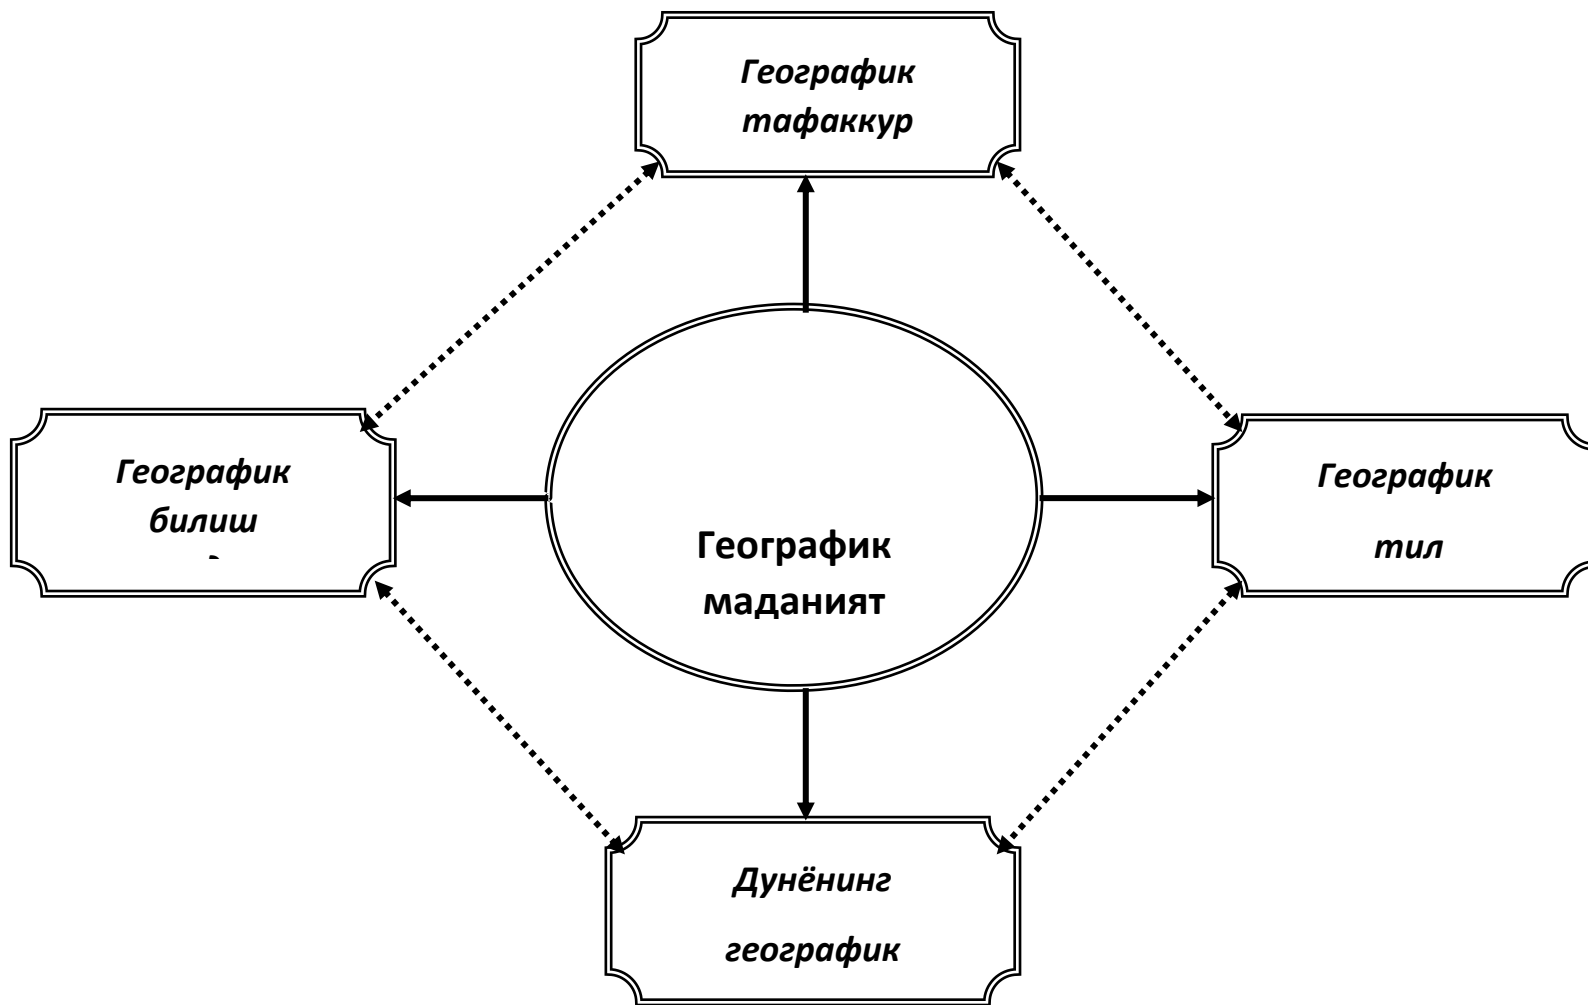 Географик
тафаккур
Географик
билиш
Географик
маданият
Географик
тил
Дунёнинг
географик